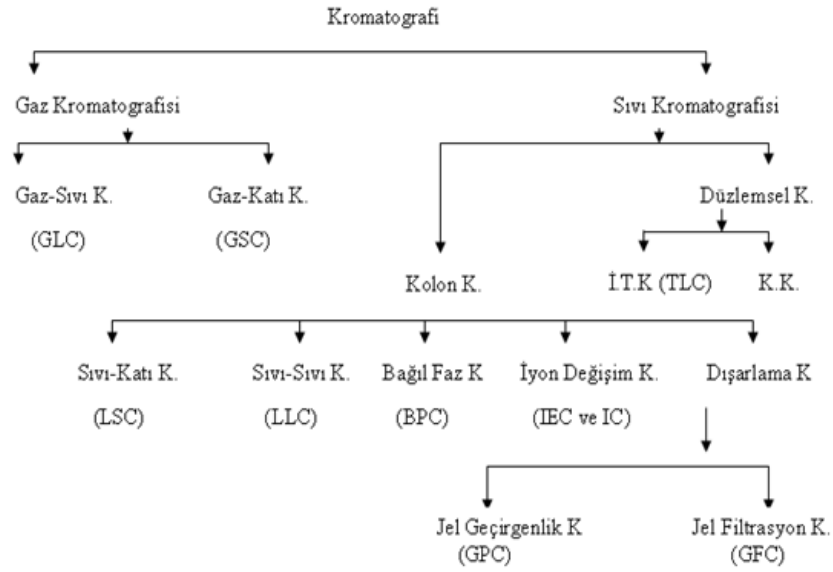 Kromatografi
Gaz Kromatografisi
Sıvı Kromatografisi
Gaz-Sıvı K.
(GLC)
Gaz-Katı K.
(GSC)
Düzlemsel K.
Kolon K.
İ.T.K (TLC)
K.K.
Sıvı-Katı K.
(LSC)
Sıvı-Sıvı K.
(LLC)
Bağıl Faz K
(BPC)
İyon Değişim K.
(IEC ve IC)
Dışarlama K
Jel Geçirgenlik K
(GPC)
Jel Filtrasyon K.
(GFC)